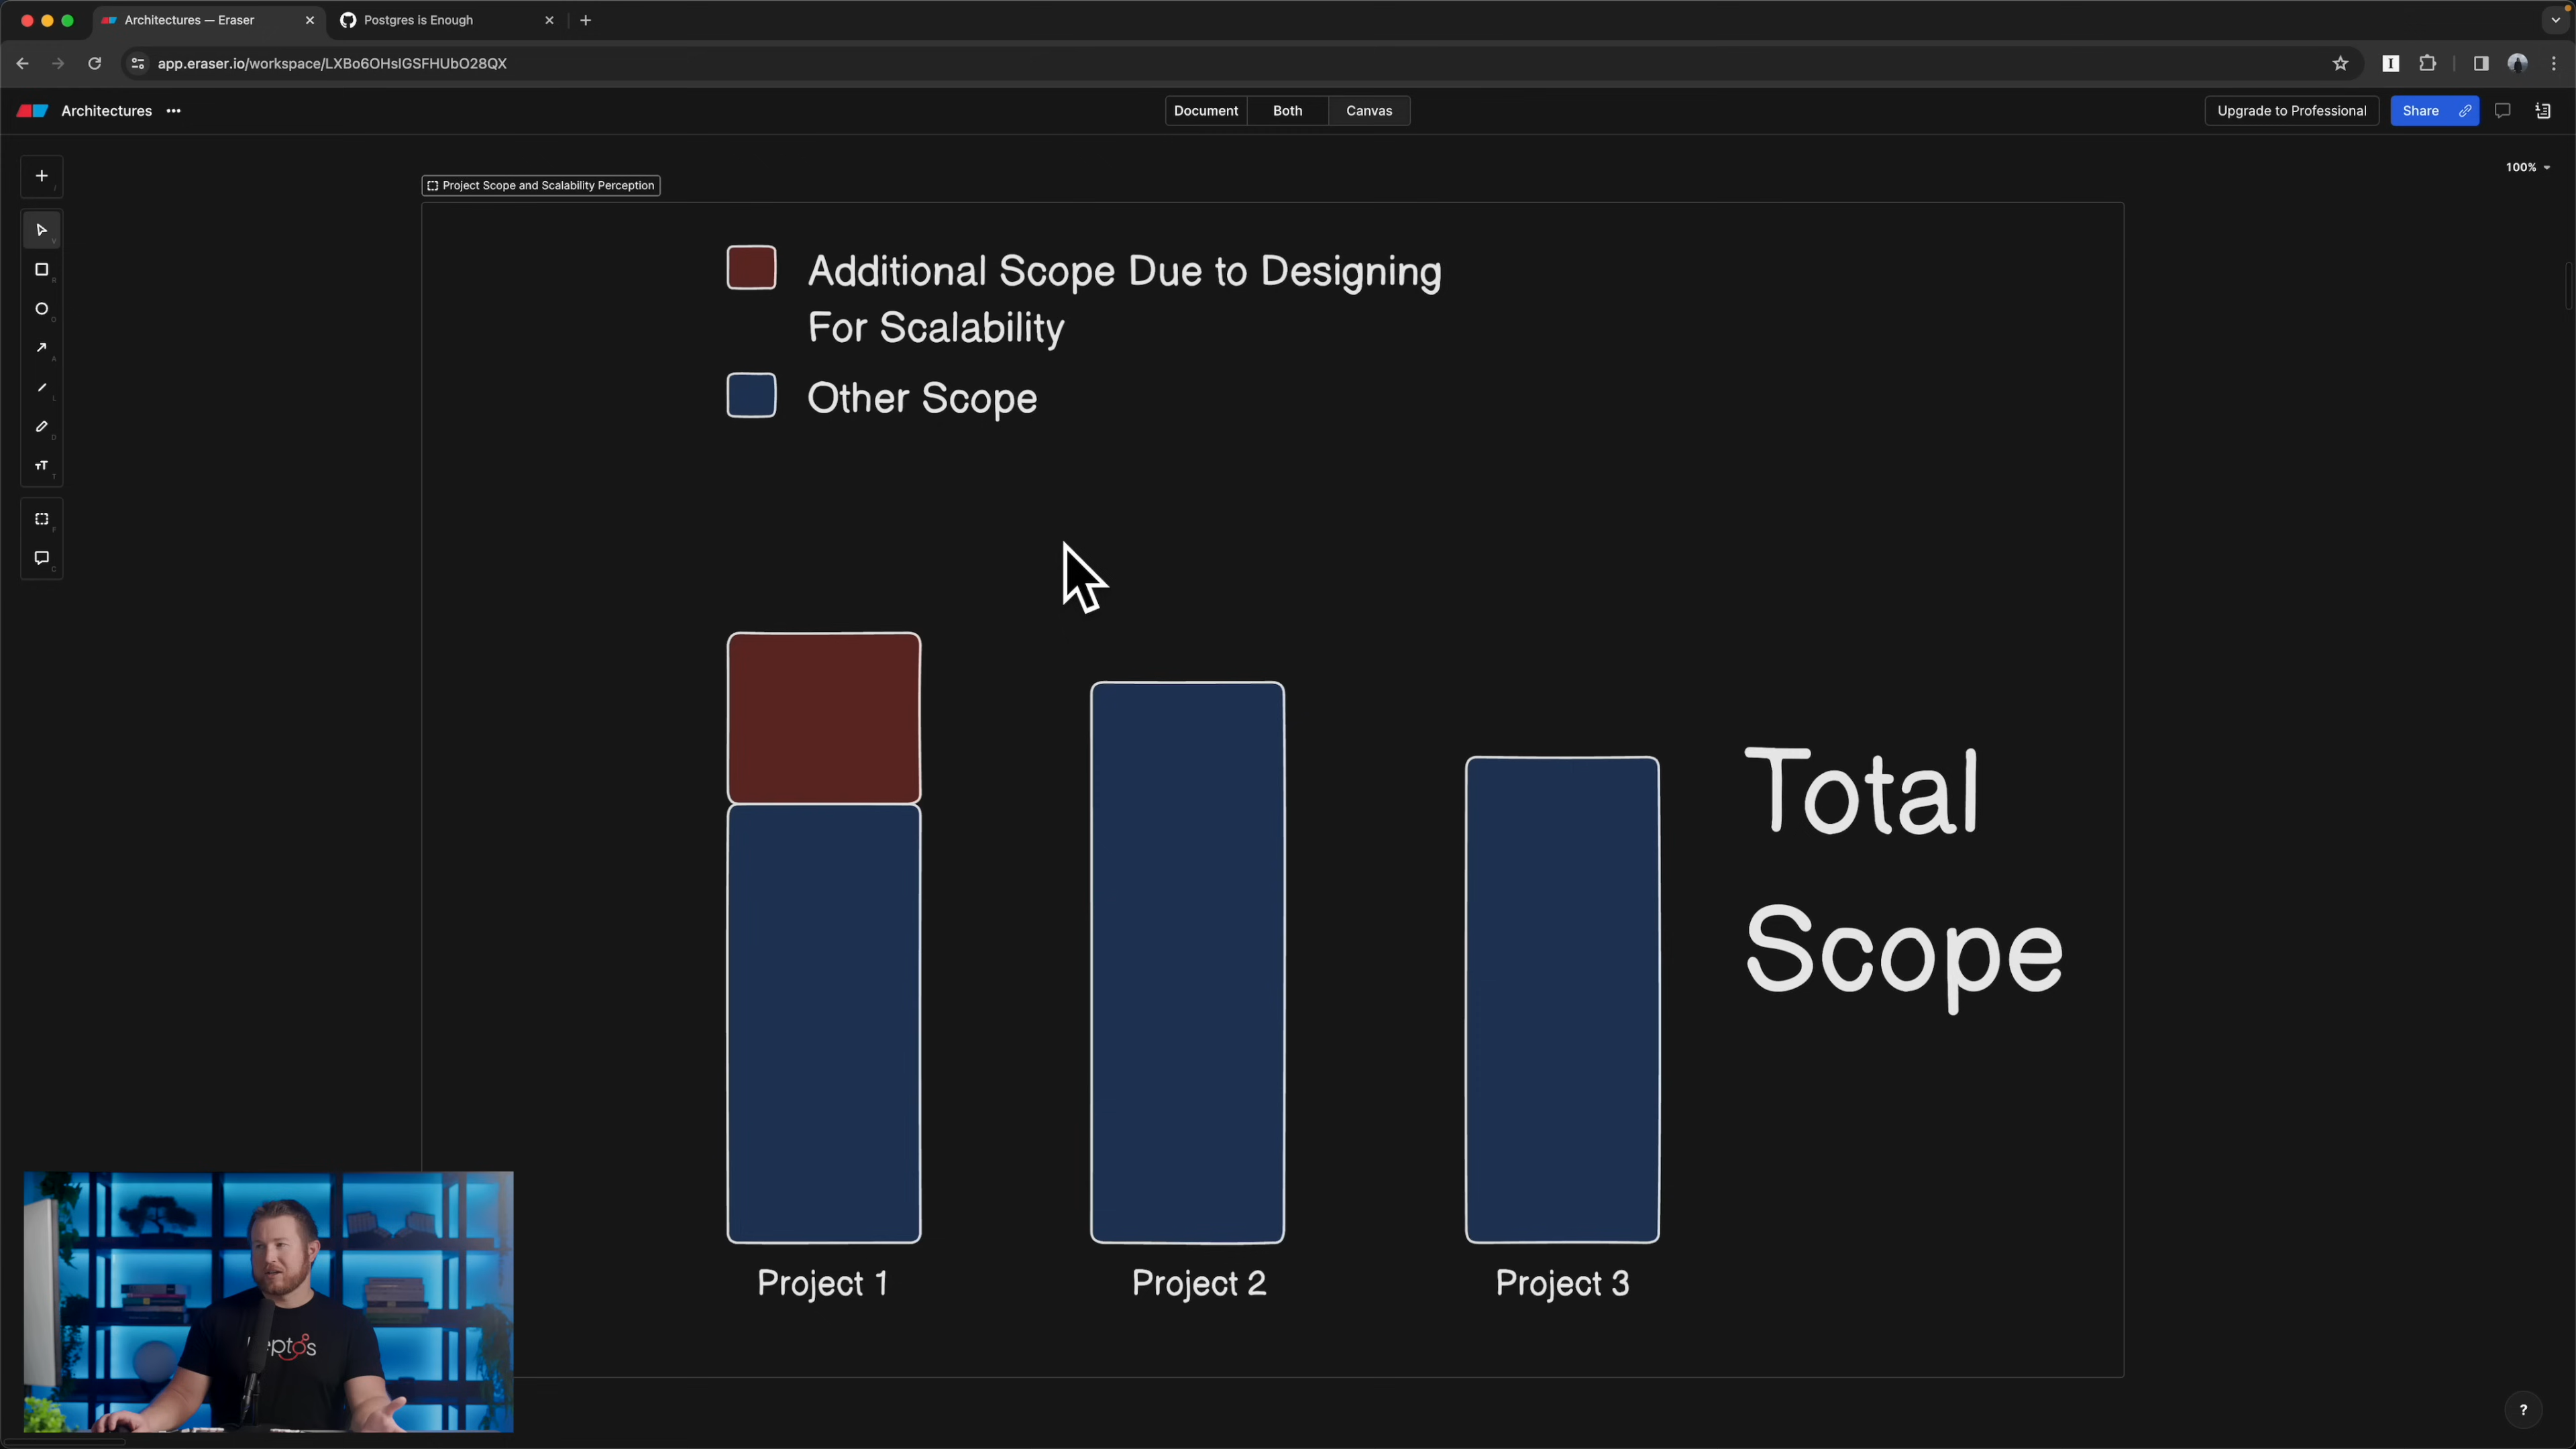 Architectures — Eraser
Postgres is Enough
app.eraser.io/workspace/LXBo6OHsIGSFHUbO28QX
Architectures
Document
Both
Canvas
Upgrade to Professional
Share
100%
Project Scope and Scalability Perception
Additional Scope Due to Designing
For Scalability
Other Scope
Total
Scope
Project 1
Project 2
Project 3
?